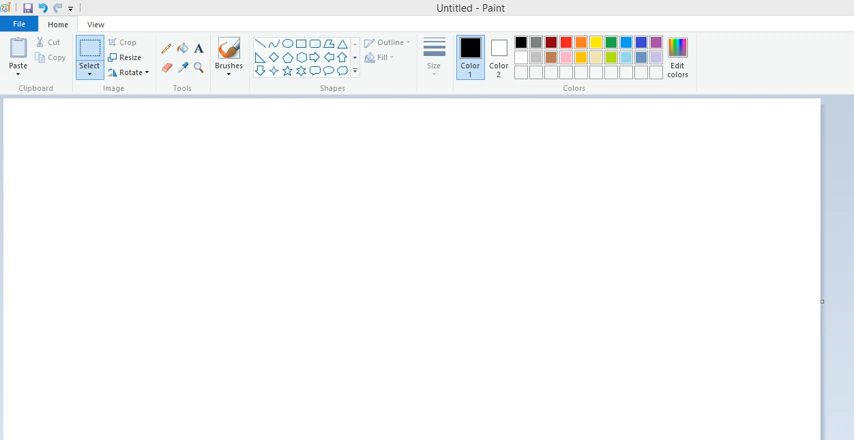 Untitled - Paint
File Home View
Paste
Cut
Copy
Clipboard
Select
Crop
Resize
Rotate
Image
A
Tools
Brushes
Outline
Fill
Shapes
Size
Color 1
Color 2
Edit colors
Colors